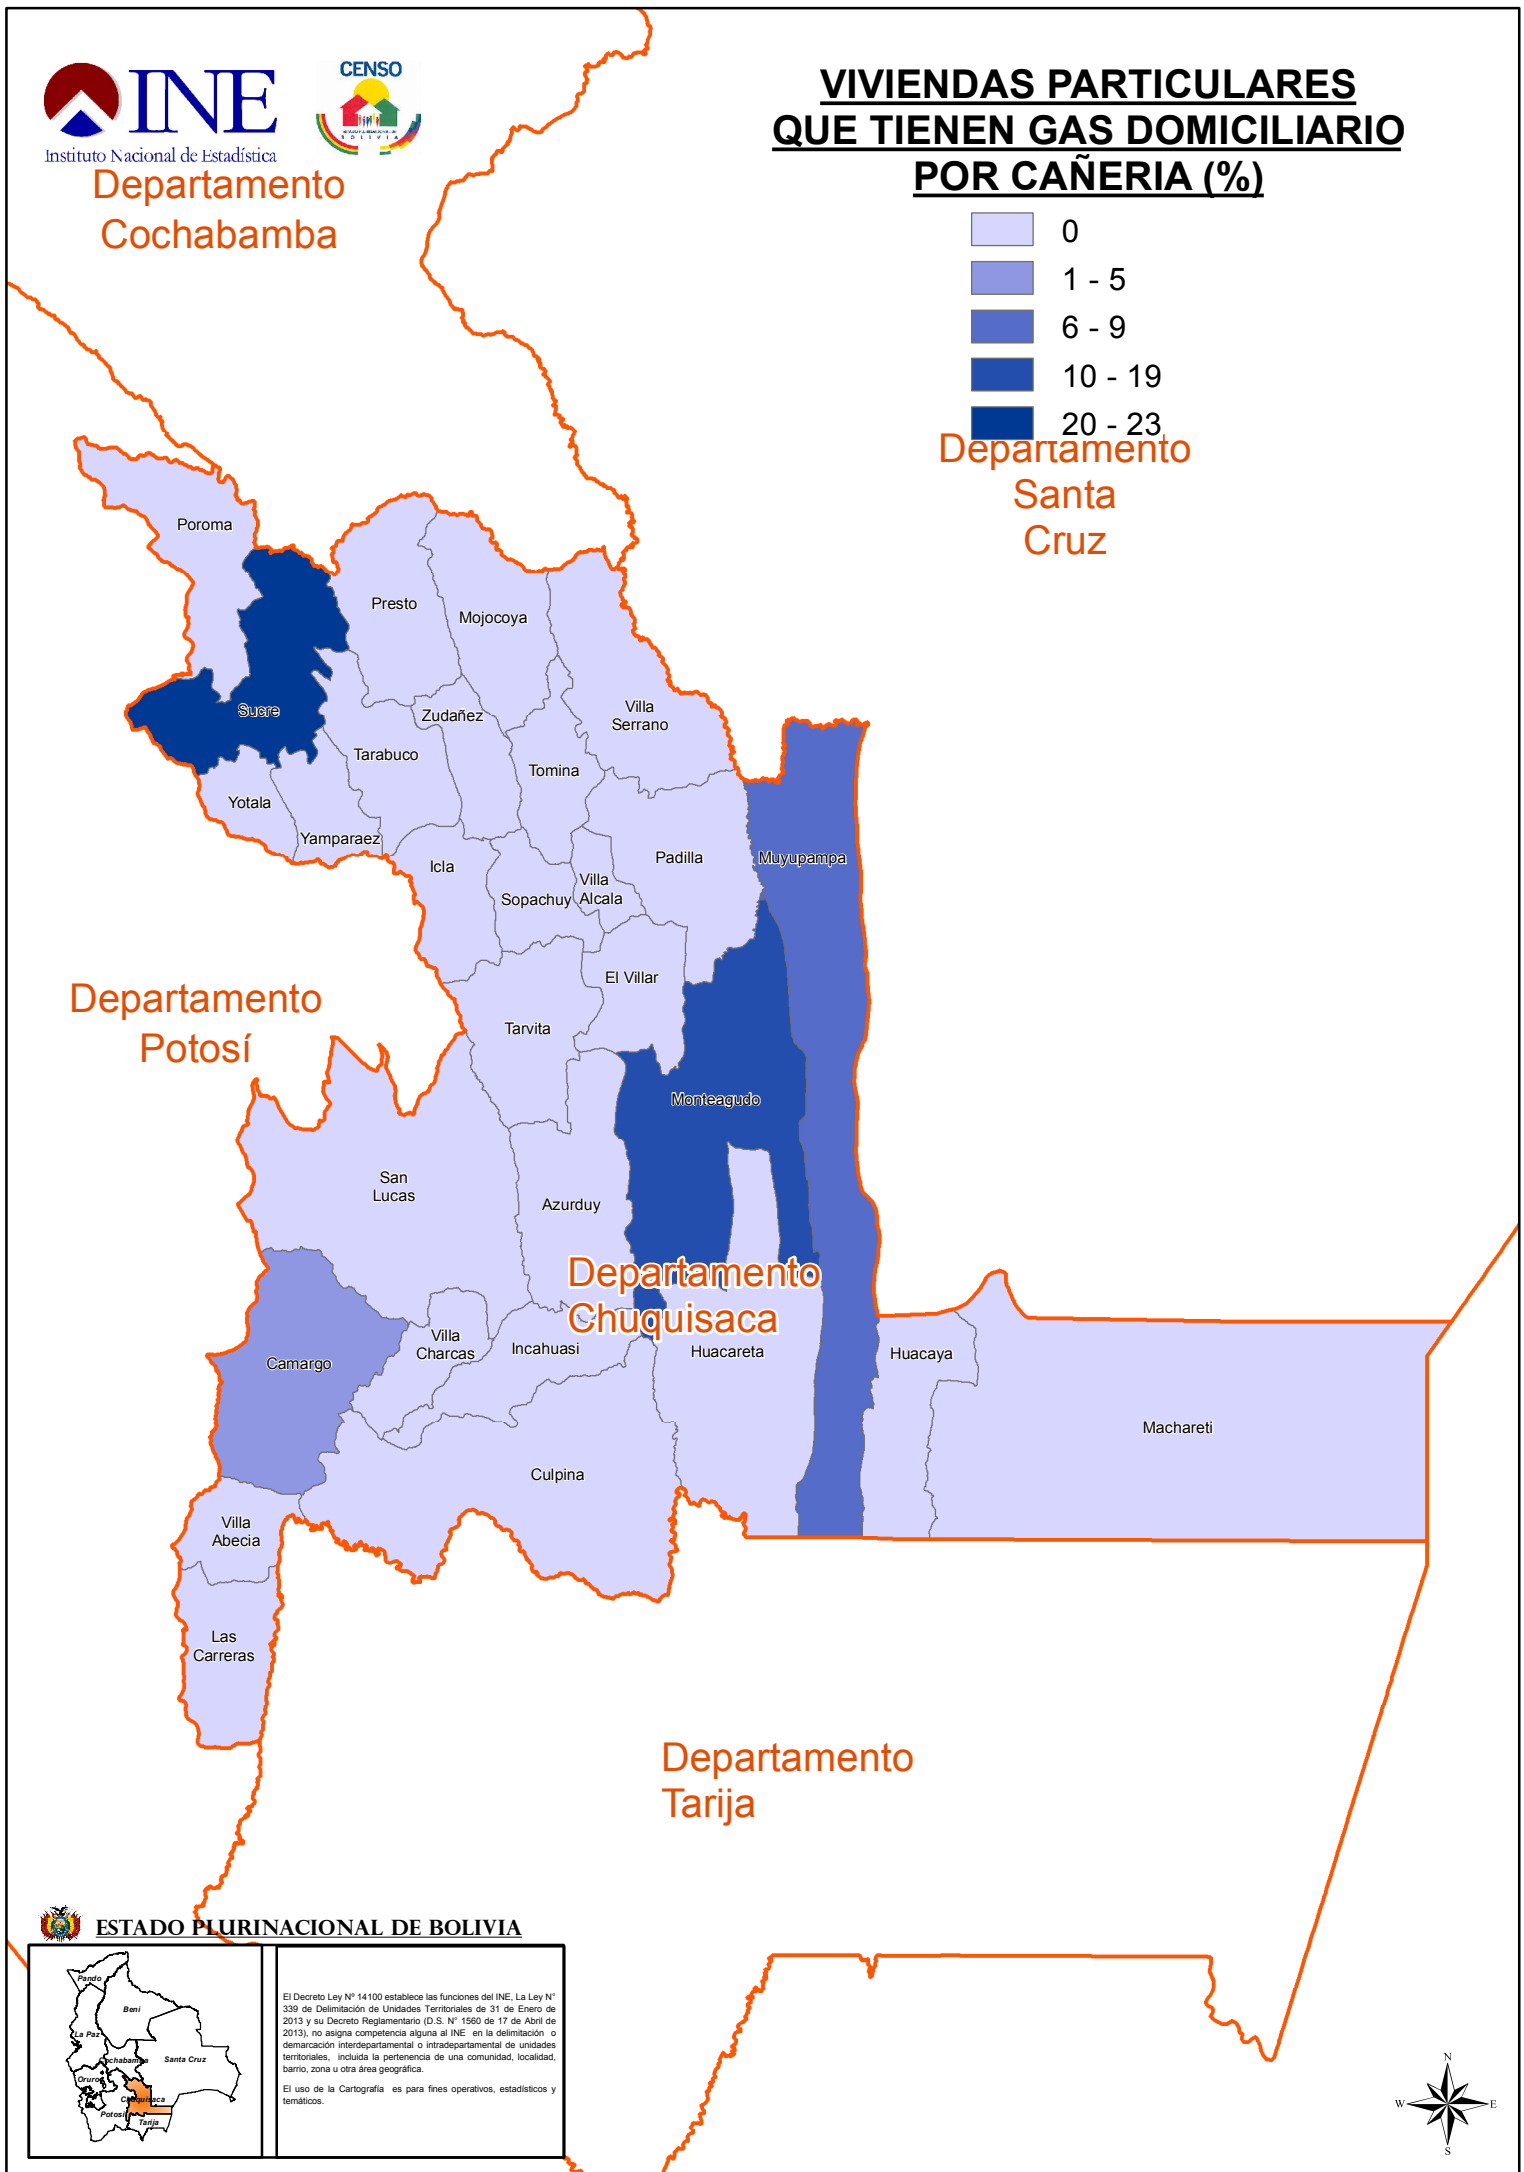 INE
Instituto Nacional de Estadística
CENSO
BOLIVIA
VIVIENDAS PARTICULARES
QUE TIENEN GAS DOMICILIARIO
POR CAÑERIA (%)
0
1 - 5
6 - 9
10 - 19
20 - 23
Departamento
Cochabamba
Departamento
Santa
Cruz
Poroma
Presto
Mojocoya
Sucre
Zudañez
Villa
Serrano
Tarabuco
Tomina
Yotala
Yamparaez
Icla
Padilla
Muyupampa
Sopachuy
Villa
Alcala
El Villar
Departamento
Potosí
Tarvita
Monteagudo
San
Lucas
Azurduy
Departamento
Chuquisaca
Camargo
Villa
Charcas
Incahuasi
Huacareta
Huacaya
Machareti
Culpina
Villa
Abecia
Las
Carreras
Departamento
Tarija
ESTADO PLURINACIONAL DE BOLIVIA
Pando
Beni
La Paz
Cochabamba
Santa Cruz
Oruro
Chuquisaca
Potosí
Tarija
El Decreto Ley Nº 14100 establece las funciones del INE, La Ley N°
339 de Delimitación de Unidades Territoriales de 31 de Enero de
2013 y su Decreto Reglamentario (D.S. N° 1560 de 17 de Abril de
2013), no asigna competencia alguna al INE en la delimitación o
demarcación interdepartamental o intradepartamental de unidades
territoriales, incluida la pertenencia de una comunidad, localidad,
barrio, zona u otra área geográfica.
El uso de la Cartografía es para fines operativos, estadísticos y
temáticos.
N
W
E
S